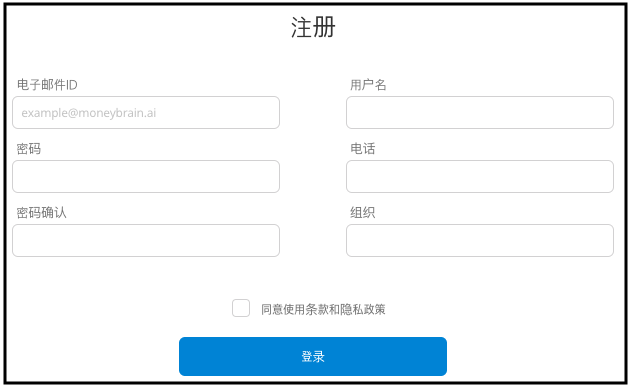 注册
电子邮件ID
用户名
example@moneybrain.ai
密码
电话
密码确认
组织
同意使用条款和隐私政策
登录